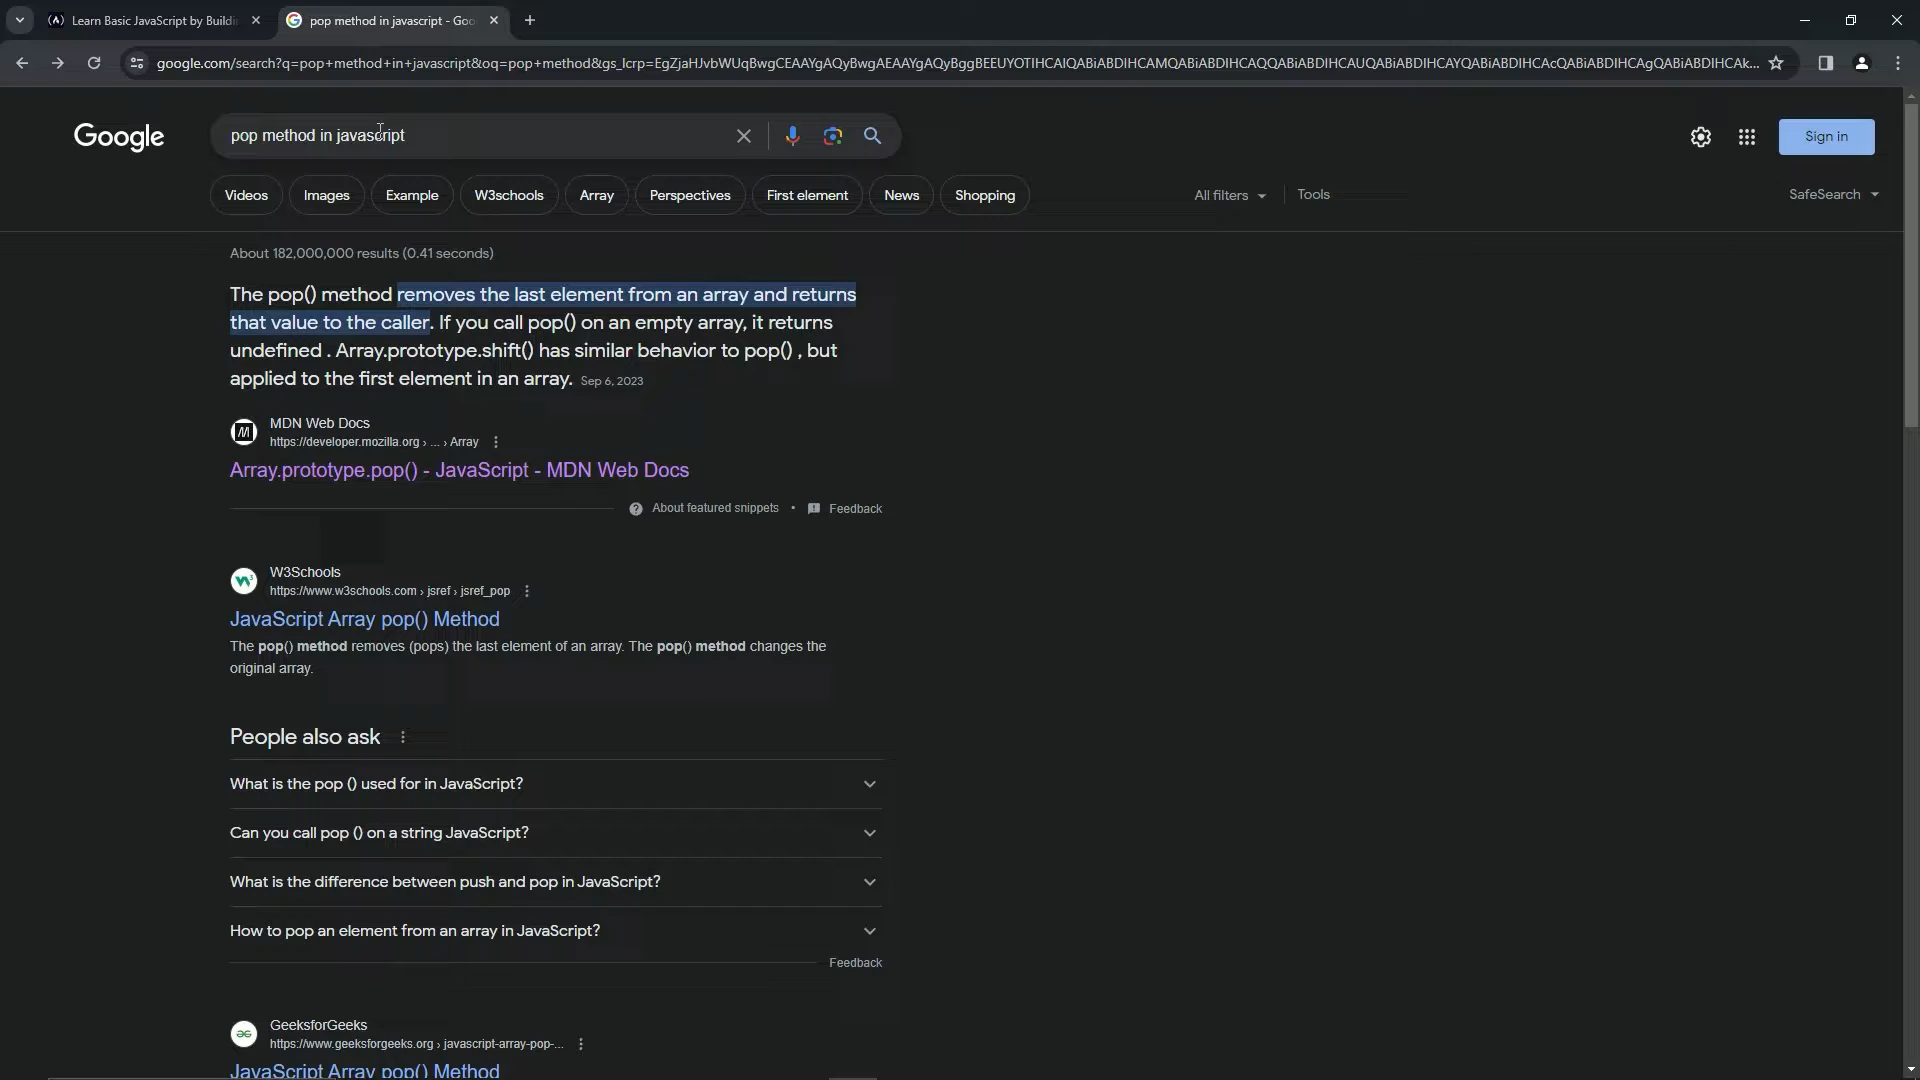 Learn Basic JavaScript by Buildi
pop method in javascript - Goo
google.com/search?q=pop+method+in+javascript&oq=pop+method&gs_lcrp=EgZjaHJvbWUqBwgCEAAYgAQyBwgAEAAYgAQyBggBEEUYOTIHCAIQABiABDIHCAMQABiABDIHCAQQABiABDIHCAUQABiABDIHCAYQABiABDIHCAcQABiABDIHCAgQABiABDIHCAk...
Google
pop method in javascript
Sign in
Videos
Images
Example
W3schools
Array
Perspectives
First element
News
Shopping
All filters
Tools
SafeSearch
About 182,000,000 results (0.41 seconds)
The pop() method removes the last element from an array and returns
that value to the caller. If you call pop() on an empty array, it returns
undefined . Array.prototype.shift() has similar behavior to pop() , but
applied to the first element in an array. Sep 6, 2023
MDN Web Docs
https://developer.mozilla.org › ... › Array
Array.prototype.pop() - JavaScript - MDN Web Docs
About featured snippets • Feedback
W3Schools
https://www.w3schools.com › jsref › jsref_pop
JavaScript Array pop() Method
The pop() method removes (pops) the last element of an array. The pop() method changes the
original array.
People also ask
What is the pop () used for in JavaScript?
Can you call pop () on a string JavaScript?
What is the difference between push and pop in JavaScript?
How to pop an element from an array in JavaScript?
Feedback
GeeksforGeeks
https://www.geeksforgeeks.org › javascript-array-pop-...
JavaScript Array pop() Method